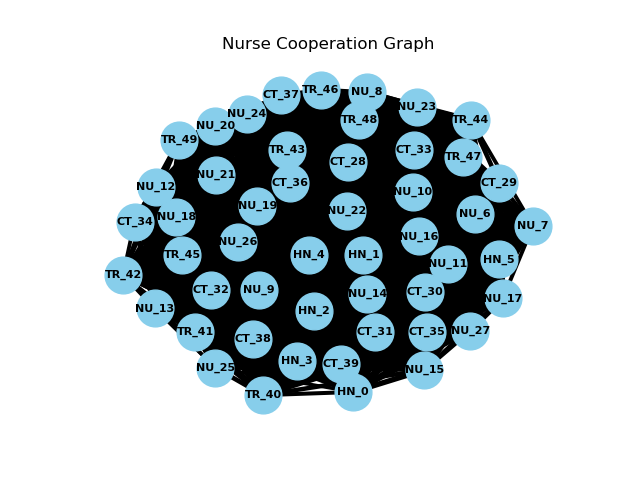 Nurse Cooperation Graph
TR_46
NU_8
CT_37
NU_23
NU_24
TR_48
TR_44
NU_20
TR_49
TR_43
CT_33
TR_47
CT_28
NU_21
CT_36
CT_29
NU_12
NU_10
NU_19
NU_22
NU_6
NU_18
CT_34
NU_7
NU_16
NU_26
TR_45
HN_4
HN_1
HN_5
NU_11
TR_42
CT_32
NU_9
NU_14
CT_30
NU_17
NU_13
HN_2
TR_41
CT_31
CT_35
NU_27
CT_38
HN_3
CT_39
NU_25
NU_15
HN_0
TR_40